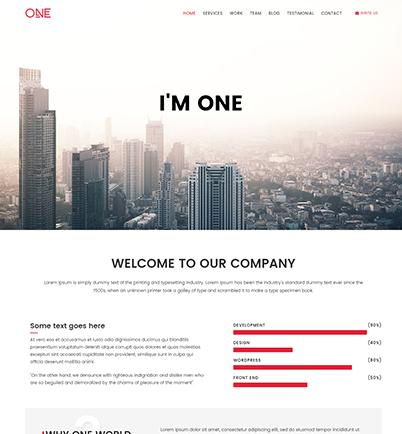 ONE
HOME SERVICES WORK TEAM BLOG TESTIMONIAL CONTACT WRITE US
I'M ONE
WELCOME TO OUR COMPANY
Lorem Ipsum is simply dummy text of the printing and typesetting industry. Lorem Ipsum has been the industry's standard dummy text ever since the
1500s, when an unknown printer took a galley of type and scrambled it to make a type specimen book.
Some text goes here
At vero eos et accusamus et iusto odio dignissimos ducimus qui blanditiis
praesentium voluptatum deleniti atque corrupti quos dolores et quas molestias
excepturi sint occaecati cupiditate non provident, similique sunt in culpa qui
officia deserunt mollitia animi.
"On the other hand, we denounce with righteous indignation and dislike men who
are so beguiled and demoralized by the charms of pleasure of the moment"
DEVELOPMENT (90%)
DESIGN (40%)
WORDPRESS (80%)
FRONT END (50%)
WHY ONE WORLD
Lorem ipsum dolor sit amet, consectetur adipiscing elit, sed do eiusmod tempor incididunt ut